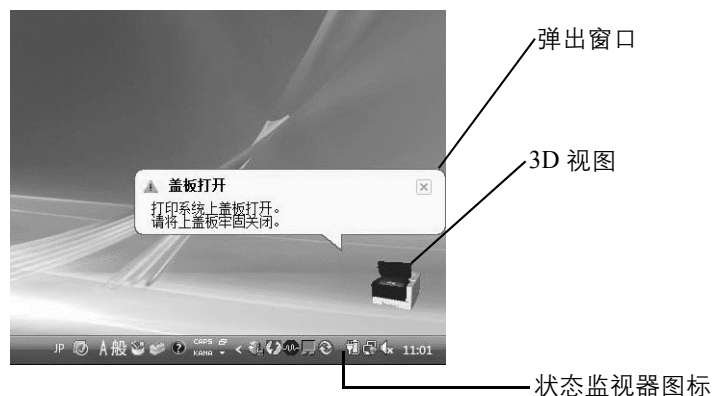 弹出窗口
3D 视图
盖板打开
打印系统上盖板打开。
请将上盖板牢固关闭。
JP A般 CAPS KANA 11:01
状态监视器图标